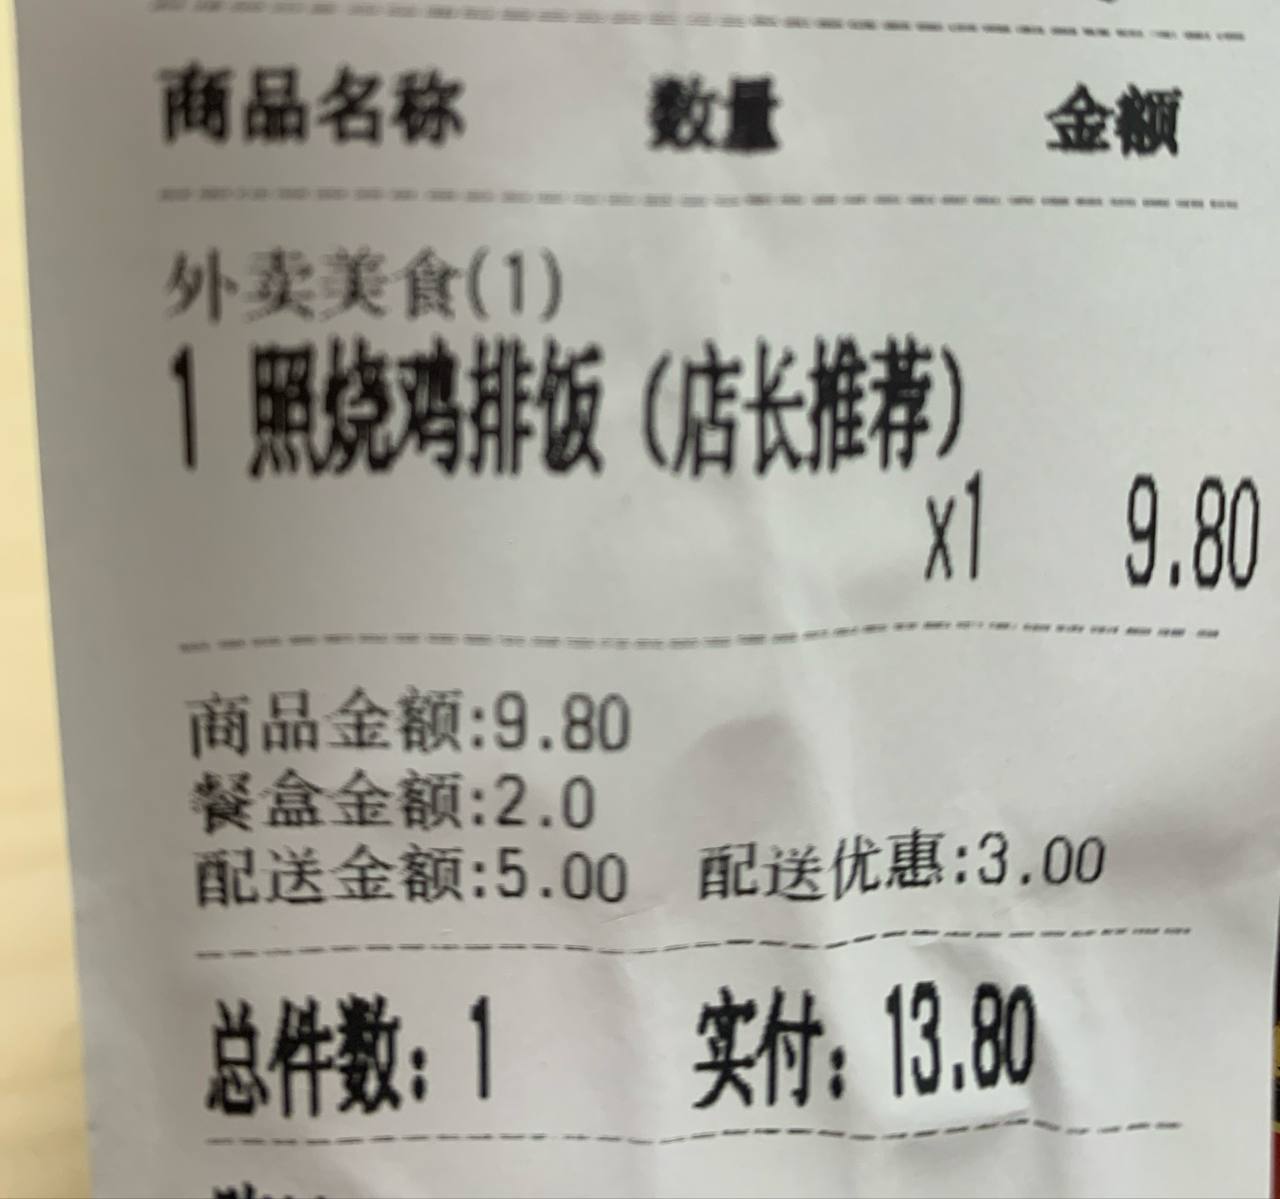 商品名称 数量 金额
外卖美食(1)
1 照烧鸡排饭（店长推荐）
x1 9.80
商品金额:9.80
餐盒金额:2.0
配送金额:5.00 配送优惠:3.00
总件数: 1 实付: 13.80